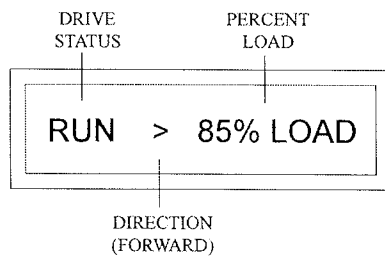 DRIVE STATUS
PERCENT LOAD
RUN > 85% LOAD
DIRECTION
(FORWARD)